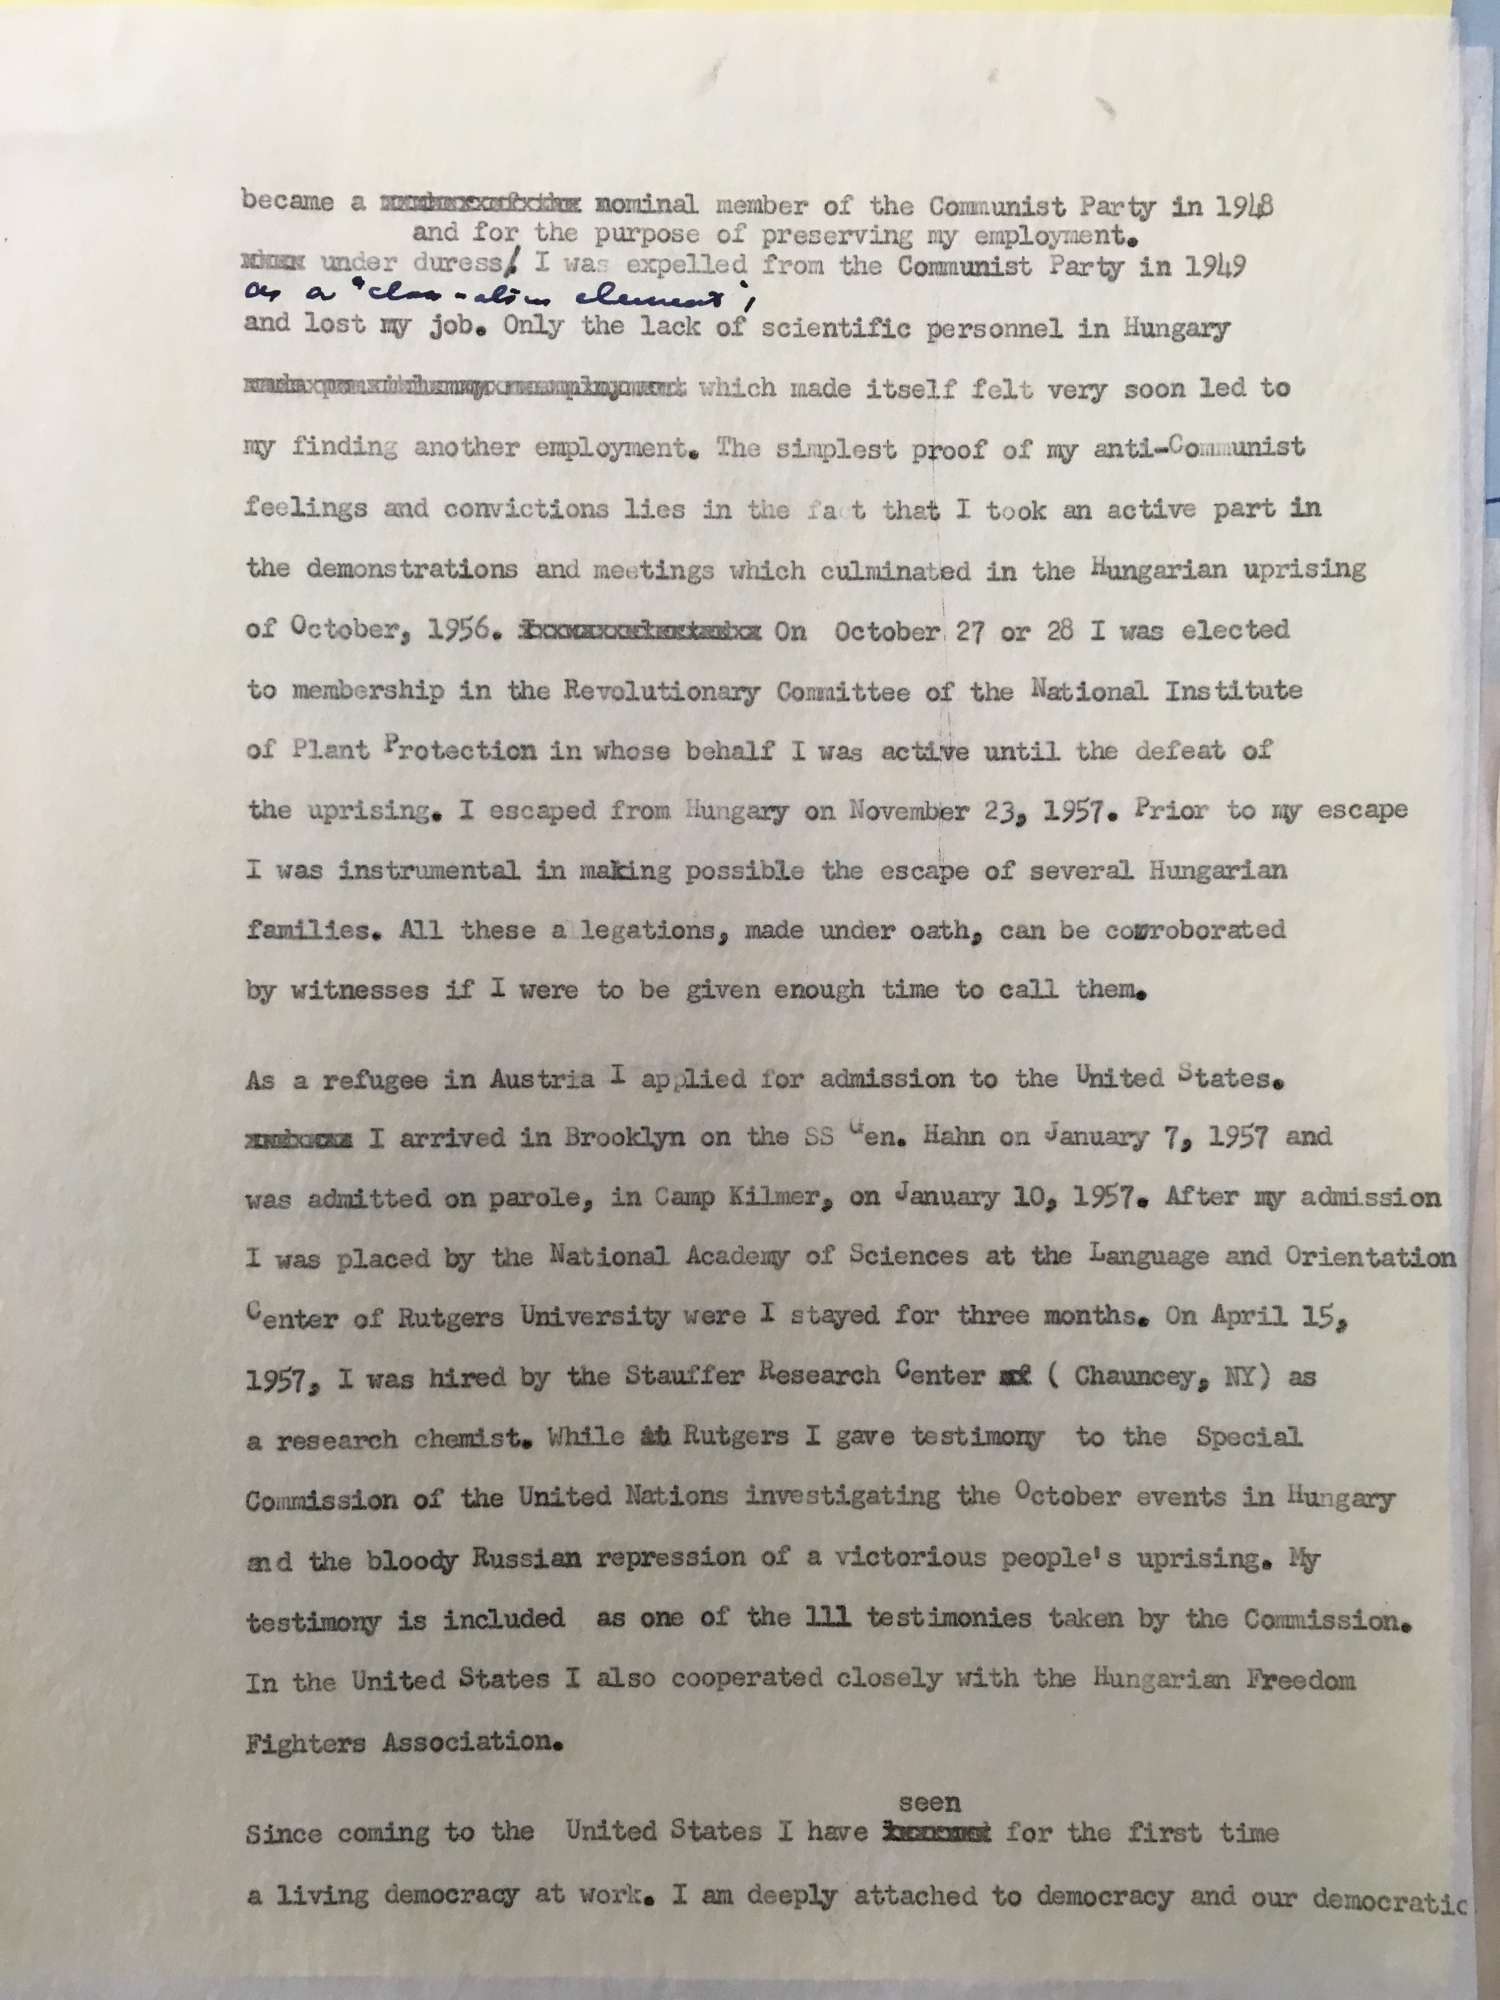 became a nominal member of the Communist Party in 1948
and for the purpose of preserving my employment.
under duress. I was expelled from the Communist Party in 1949
as a "class-alien element",
and lost my job. Only the lack of scientific personnel in Hungary
which made itself felt very soon led to
my finding another employment. The simplest proof of my anti-Communist
feelings and convictions lies in the fact that I took an active part in
the demonstrations and meetings which culminated in the Hungarian uprising
of October, 1956. On October 27 or 28 I was elected
to membership in the Revolutionary Committee of the National Institute
of Plant Protection in whose behalf I was active until the defeat of
the uprising. I escaped from Hungary on November 23, 1957. Prior to my escape
I was instrumental in making possible the escape of several Hungarian
families. All these a legations, made under oath, can be corroborated
by witnesses if I were to be given enough time to call them.
As a refugee in Austria I applied for admission to the United States.
I arrived in Brooklyn on the SS Gen. Hahn on January 7, 1957 and
was admitted on parole, in Camp Kilmer, on January 10, 1957. After my admission
I was placed by the National Academy of Sciences at the Language and Orientation
Center of Rutgers University were I stayed for three months. On April 15,
1957, I was hired by the Stauffer Research Center ( Chauncey, NY) as
a research chemist. While at Rutgers I gave testimony to the Special
Commission of the United Nations investigating the October events in Hungary
and the bloody Russian repression of a victorious people's uprising. My
testimony is included as one of the 111 testimonies taken by the Commission.
In the United States I also cooperated closely with the Hungarian Freedom
Fighters Association.
seen
Since coming to the United States I have for the first time
a living democracy at work. I am deeply attached to democracy and our democratic